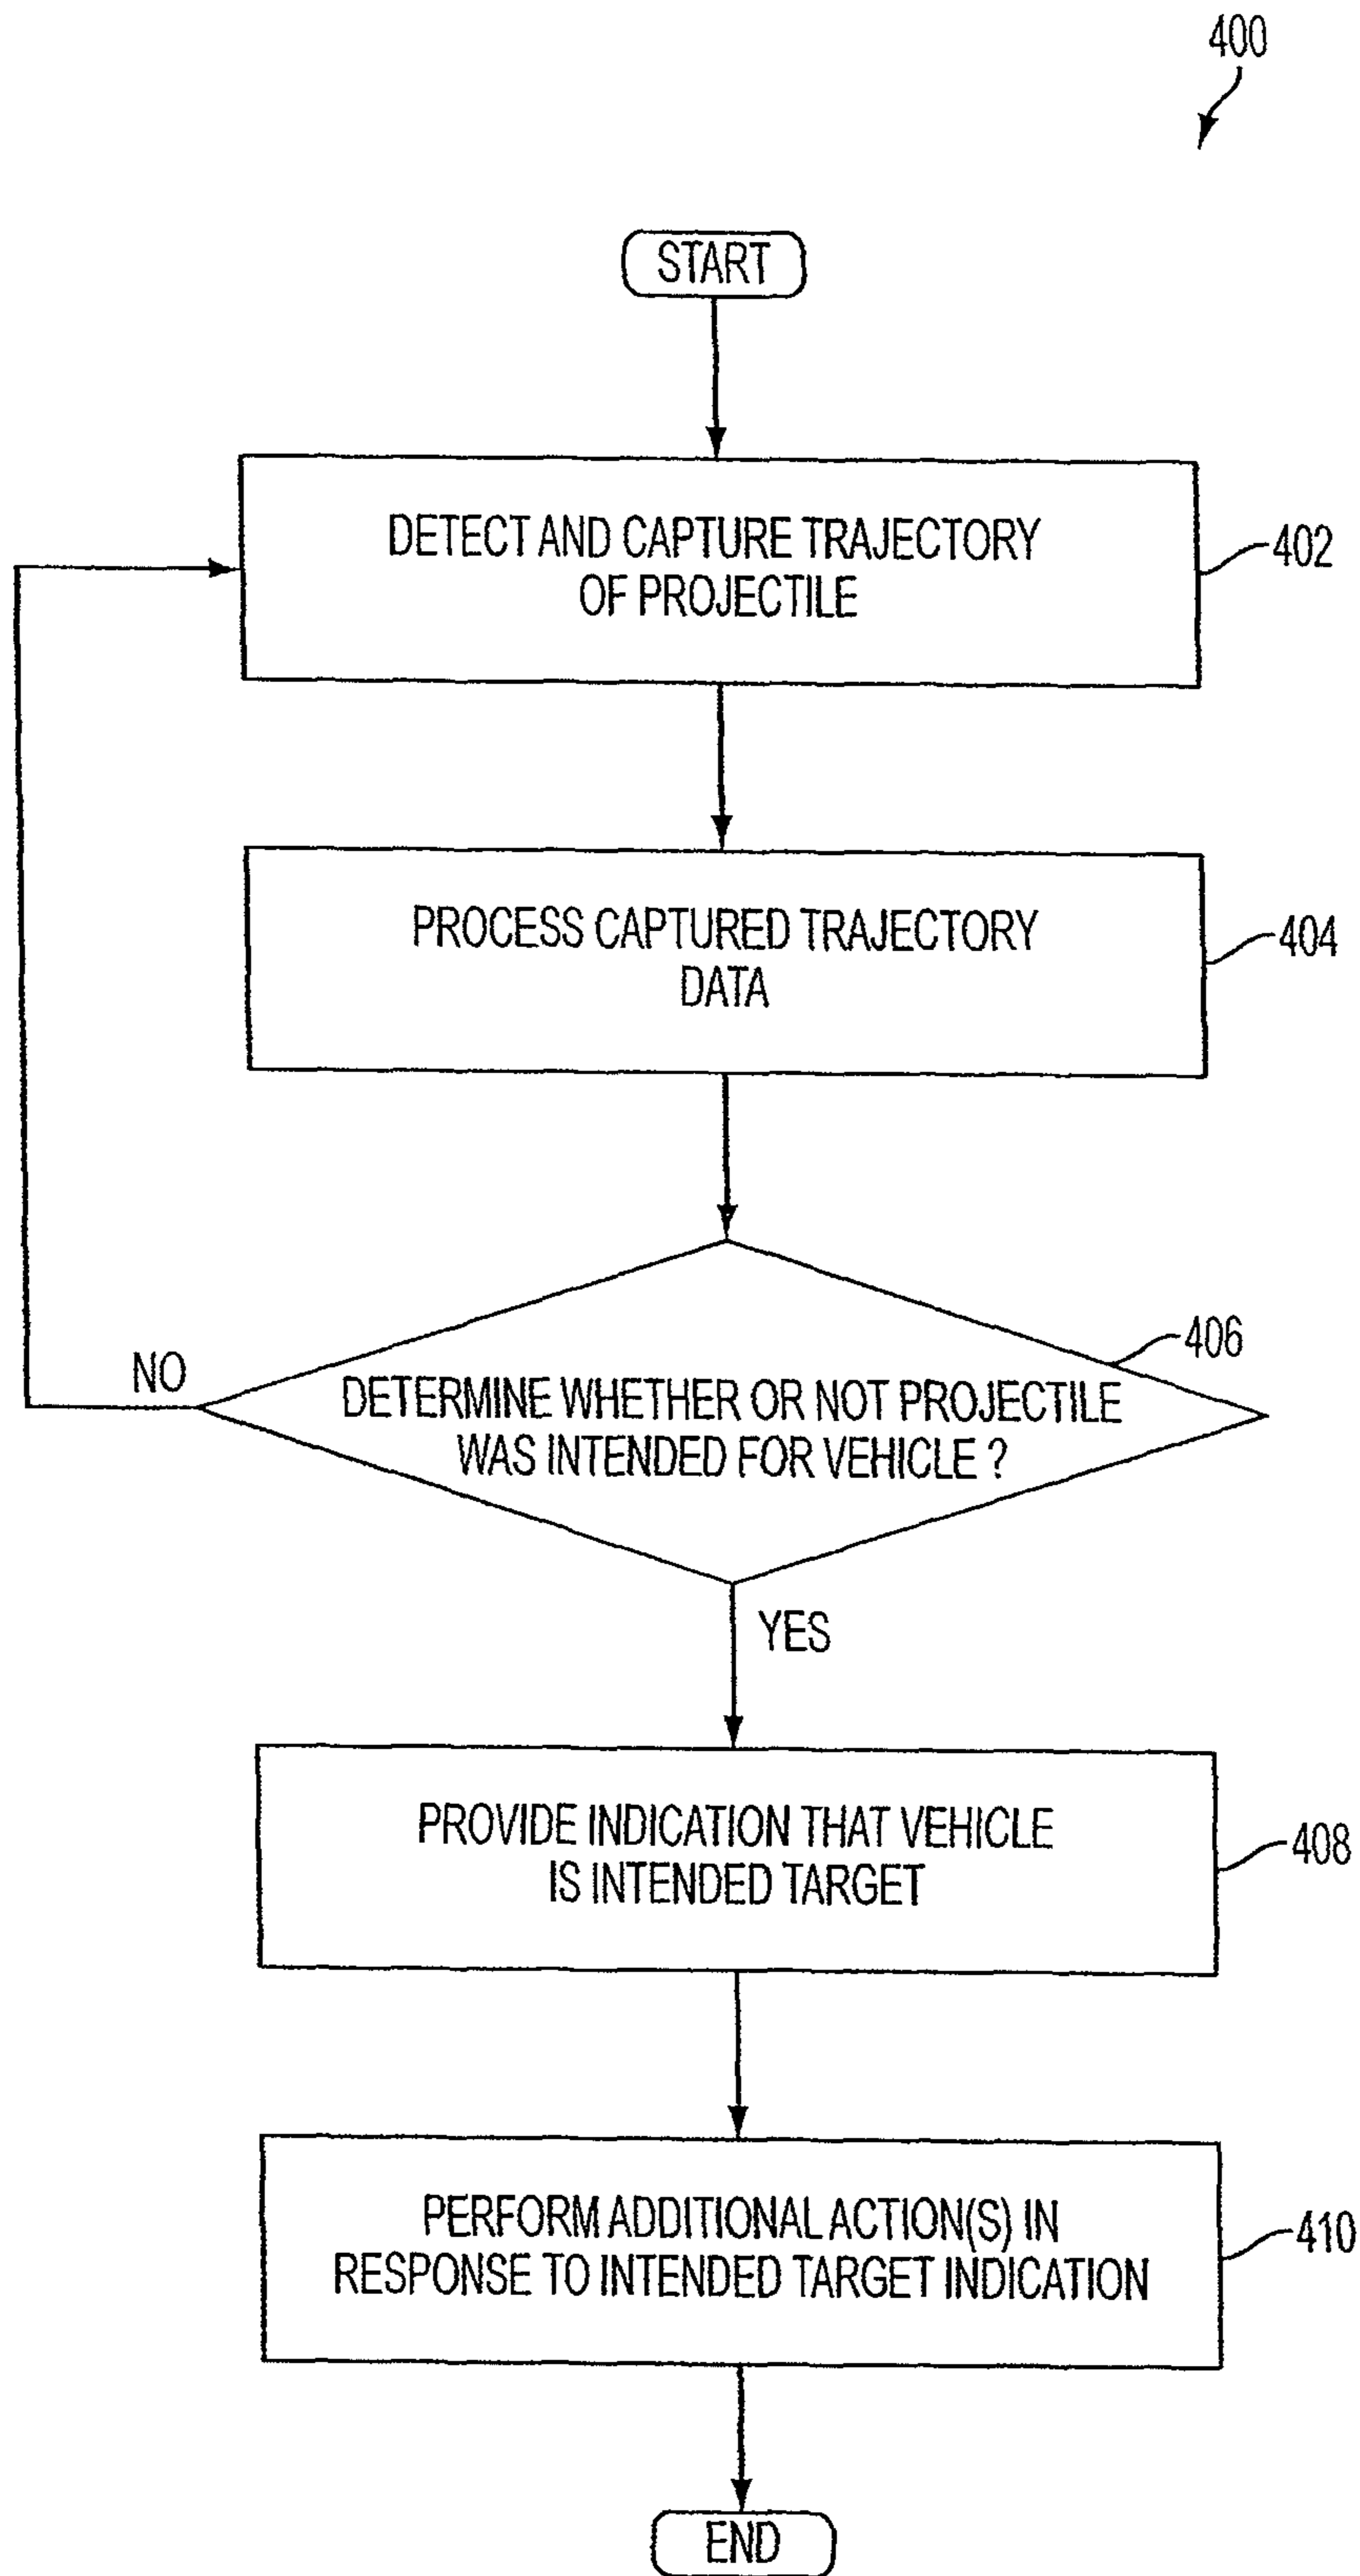 400
START
DETECT AND CAPTURE TRAJECTORY
OF PROJECTILE
402
PROCESS CAPTURED TRAJECTORY
DATA
404
406
NO
DETERMINE WHETHER OR NOT PROJECTILE
WAS INTENDED FOR VEHICLE ?
YES
PROVIDE INDICATION THAT VEHICLE
IS INTENDED TARGET
408
PERFORM ADDITIONAL ACTION(S) IN
RESPONSE TO INTENDED TARGET INDICATION
410
END